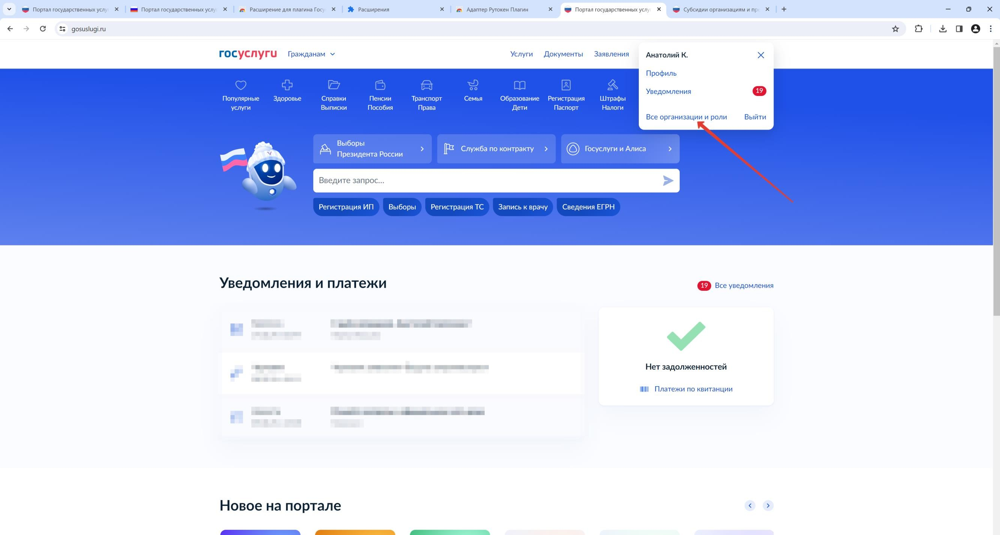 Портал государственных услу
Портал государственных услу
Расширение для плагина Госу
Расширения
Адаптер Рутокен Плагин
Портал государственных услу
Субсидии организациям и пре
gosuslugi.ru
госуслуги
Гражданам
Услуги
Документы
Заявления
Анатолий К.
Профиль
Уведомления
19
Все организации и роли
Выйти
Популярные
услуги
Здоровье
Справки
Выписки
Пенсии
Пособия
Транспорт
Права
Семья
Образование
Дети
Регистрация
Паспорт
Штрафы
Налоги
Выборы
Президента России
Служба по контракту
Госуслуги и Алиса
Введите запрос...
Регистрация ИП
Выборы
Регистрация ТС
Запись к врачу
Сведения ЕГРН
Уведомления и платежи
19
Все уведомления
Нет задолженностей
Платежи по квитанции
Новое на портале